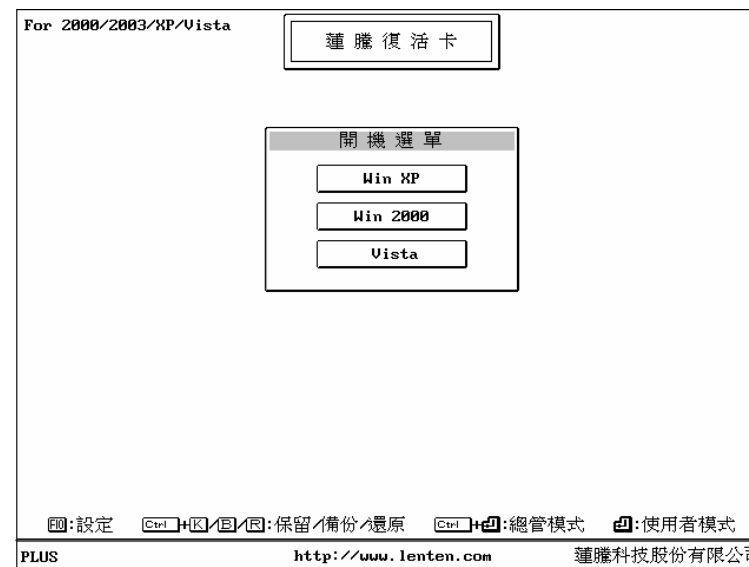 For 2000/2003/XP/Vista
蓮騰復活卡
開機選單
Win XP
Win 2000
Vista
F10:設定 Ctrl+K/B/R:保留/備份/還原 Ctrl+↵:總管模式 ↵:使用者模式
PLUS http://www.lenten.com 蓮騰科技股份有限公司